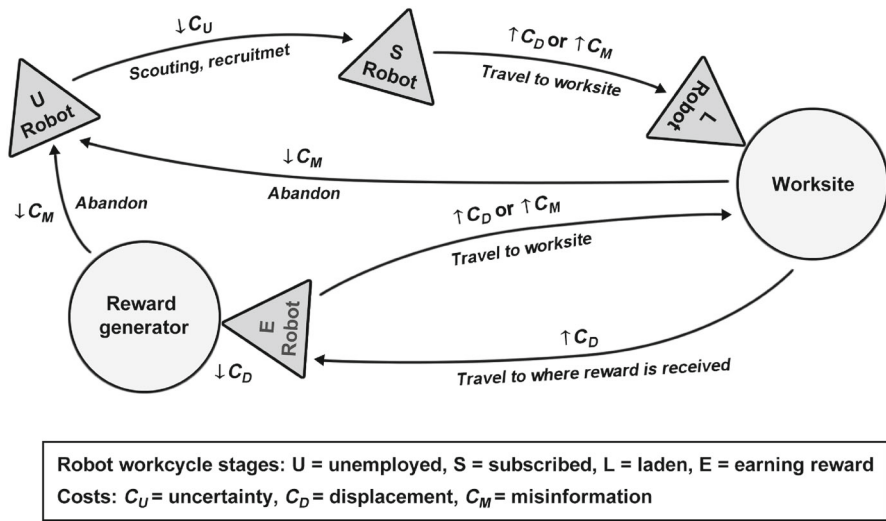 ↓C_U
Scouting, recruitmet
U
Robot
S
Robot
↑C_D or ↑C_M
Travel to worksite
L
Robot
Worksite
↓C_M
Abandon
↓C_M
Abandon
↑C_D or ↑C_M
Travel to worksite
Reward
generator
E
Robot
↓C_D
↑C_D
Travel to where reward is received
Robot workcycle stages: U = unemployed, S = subscribed, L = laden, E = earning reward
Costs: C_U = uncertainty, C_D = displacement, C_M = misinformation